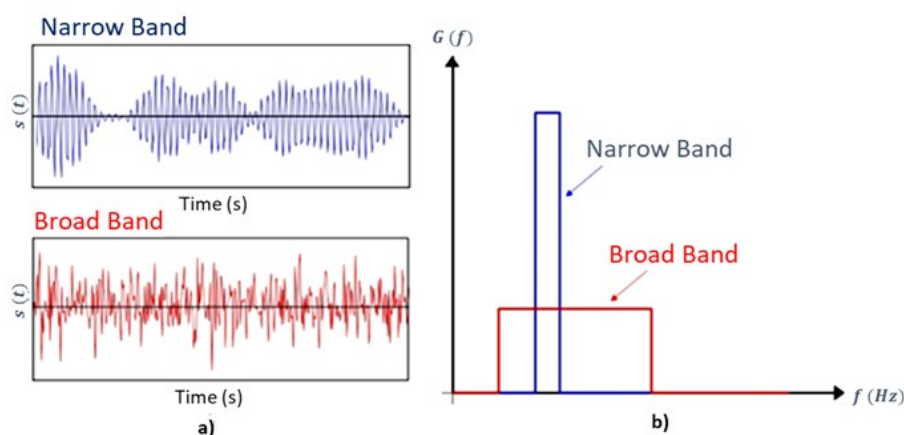 Narrow Band
s (t)
Time (s)
Broad Band
s (t)
Time (s)
a)
G (f)
Narrow Band
Broad Band
f (Hz)
b)